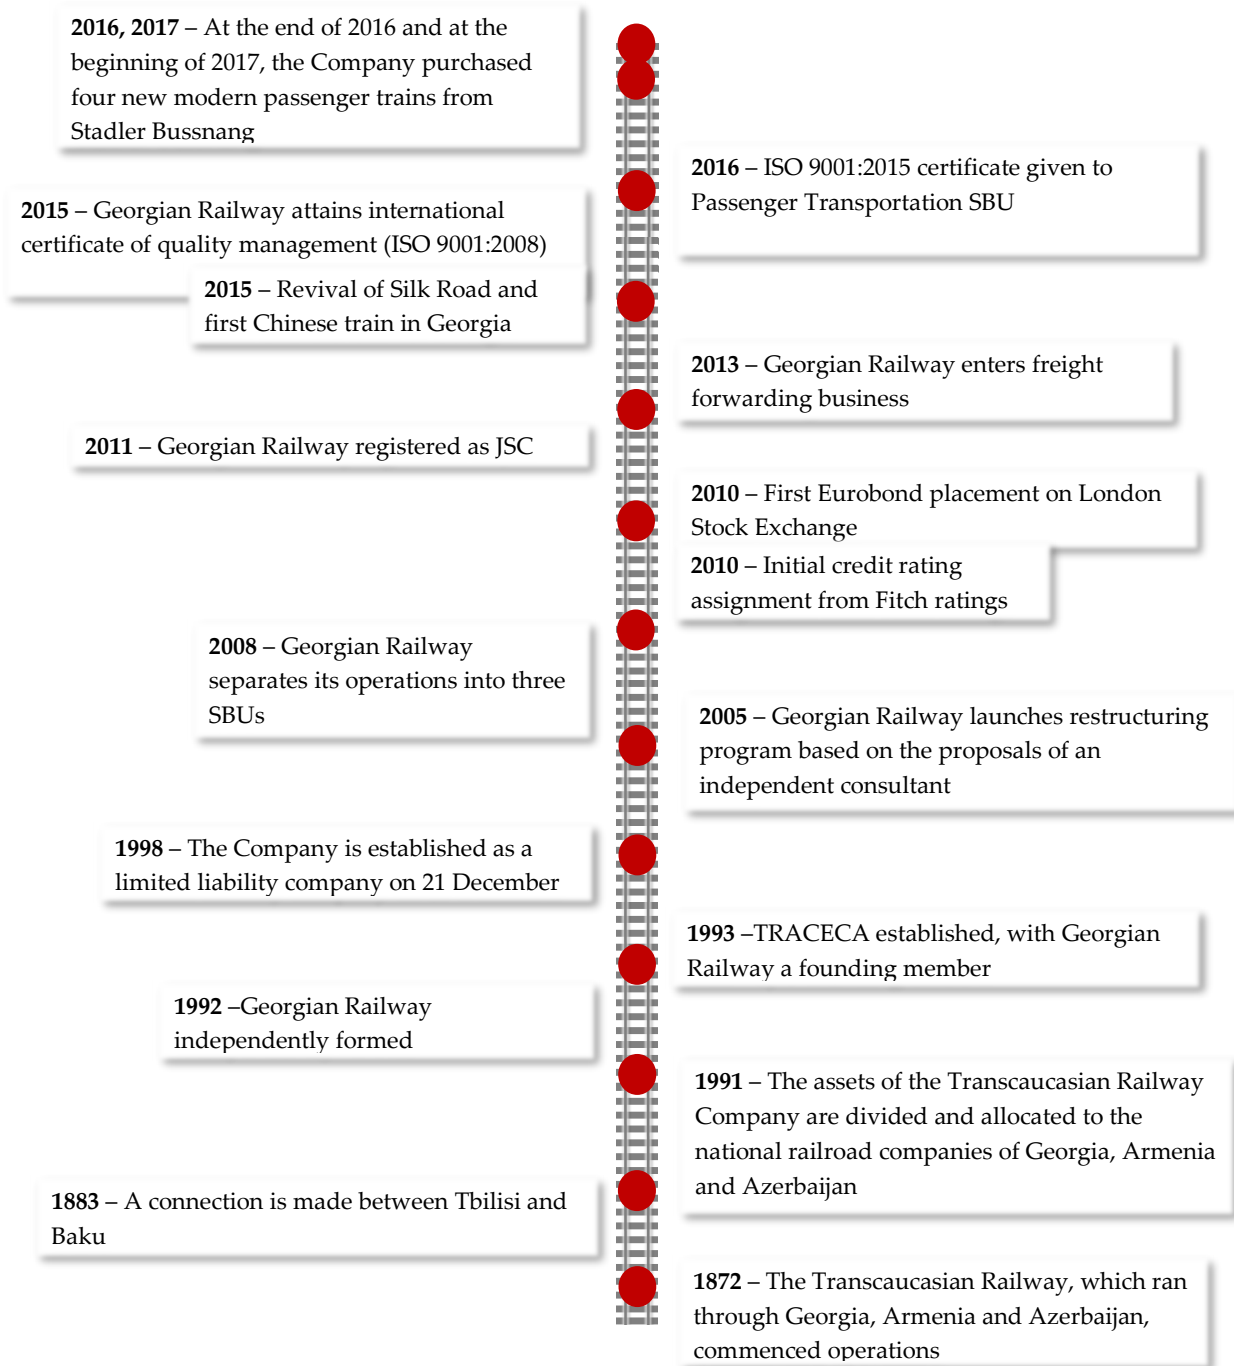 2016, 2017 – At the end of 2016 and at the
beginning of 2017, the Company purchased
four new modern passenger trains from
Stadler Bussnang
2016 – ISO 9001:2015 certificate given to
Passenger Transportation SBU
2015 – Georgian Railway attains international
certificate of quality management (ISO 9001:2008)
2015 – Revival of Silk Road and
first Chinese train in Georgia
2013 – Georgian Railway enters freight
forwarding business
2011 – Georgian Railway registered as JSC
2010 – First Eurobond placement on London
Stock Exchange
2010 – Initial credit rating
assignment from Fitch ratings
2008 – Georgian Railway
separates its operations into three
SBUs
2005 – Georgian Railway launches restructuring
program based on the proposals of an
independent consultant
1998 – The Company is established as a
limited liability company on 21 December
1993 –TRACECA established, with Georgian
Railway a founding member
1992 –Georgian Railway
independently formed
1991 – The assets of the Transcaucasian Railway
Company are divided and allocated to the
national railroad companies of Georgia, Armenia
and Azerbaijan
1883 – A connection is made between Tbilisi and
Baku
1872 – The Transcaucasian Railway, which ran
through Georgia, Armenia and Azerbaijan,
commenced operations